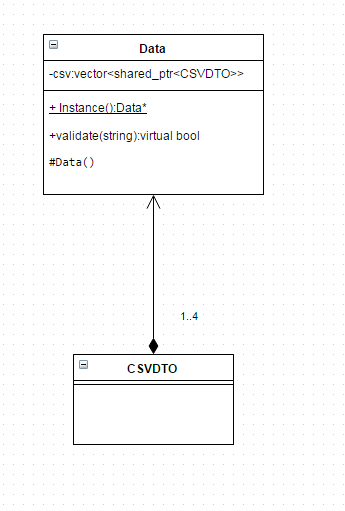 Data
-csv:vector<shared_ptr<CSVDTO>>
+ Instance():Data*
+validate(string):virtual bool
#Data()
1..4
CSVDTO